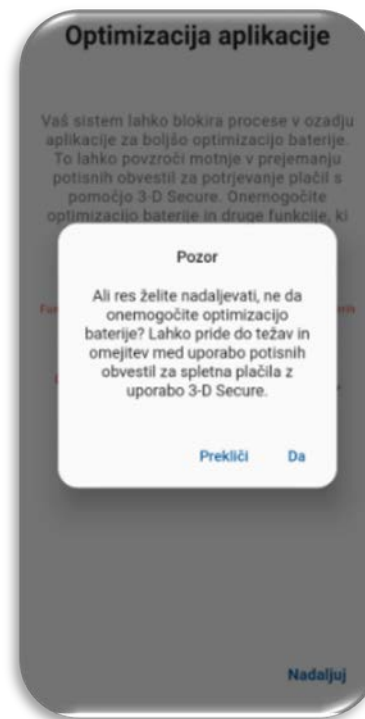 Optimizacija aplikacije
Vaš sistem lahko blokira procese v ozadju
aplikacije za boljšo optimizacijo baterije.
To lahko povzroči motnje v prejemanju
potisnih obvestil za potrjevanje plačil s
pomočjo 3-D Secure. Onemogočite
optimizacijo baterije in druge funkcije, ki
Pozor
Ali res želite nadaljevati, ne da
onemogočite optimizacijo
baterije? Lahko pride do težav in
omejitev med uporabo potisnih
obvestil za spletna plačila z
uporabo 3-D Secure.
Prekliči Da
Nadaljuj